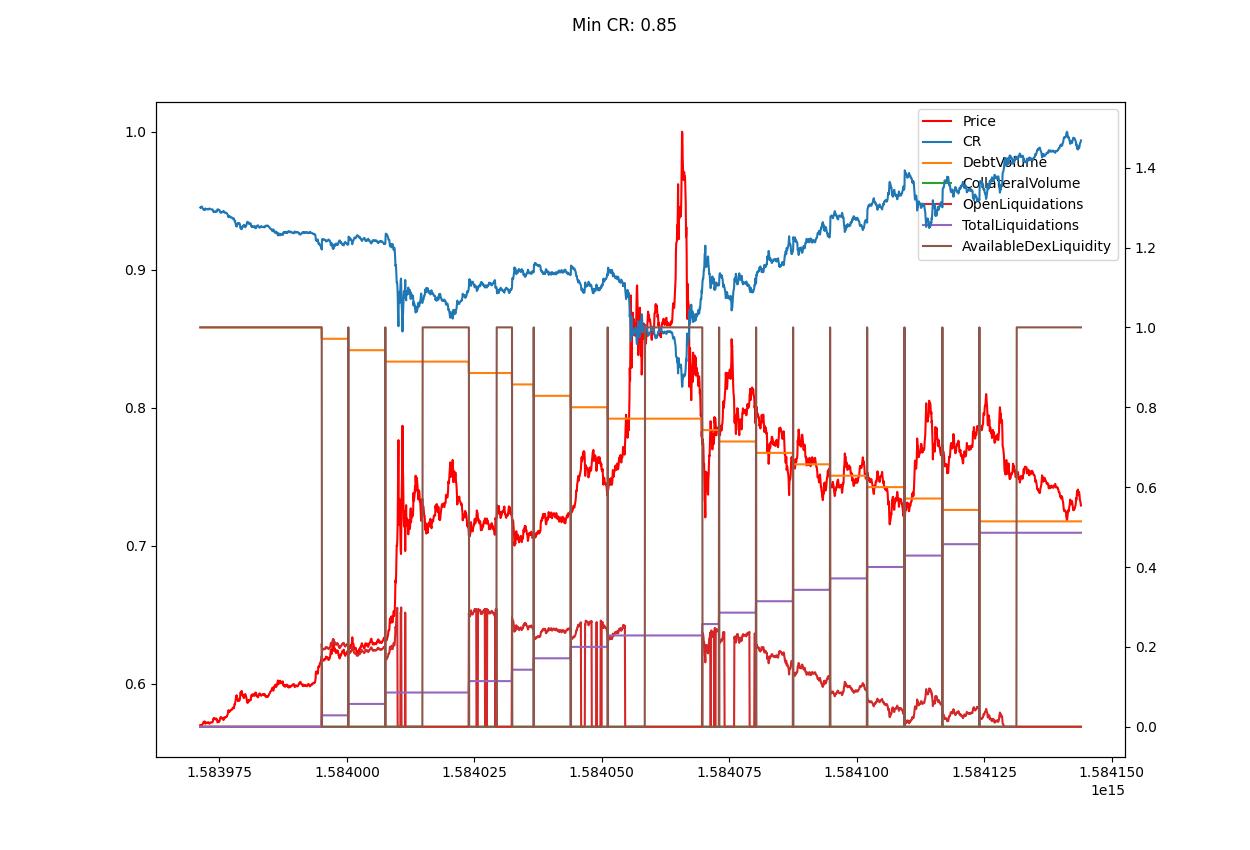 Min CR: 0.85
1.0
0.9
0.8
0.7
0.6
Price
CR
DebtVolume
CollateralVolume
OpenLiquidations
TotalLiquidations
AvailableDexLiquidity
1.4
1.2
1.0
0.8
0.6
0.4
0.2
0.0
1.583975 1.584000 1.584025 1.584050 1.584075 1.584100 1.584125 1.584150
1e15